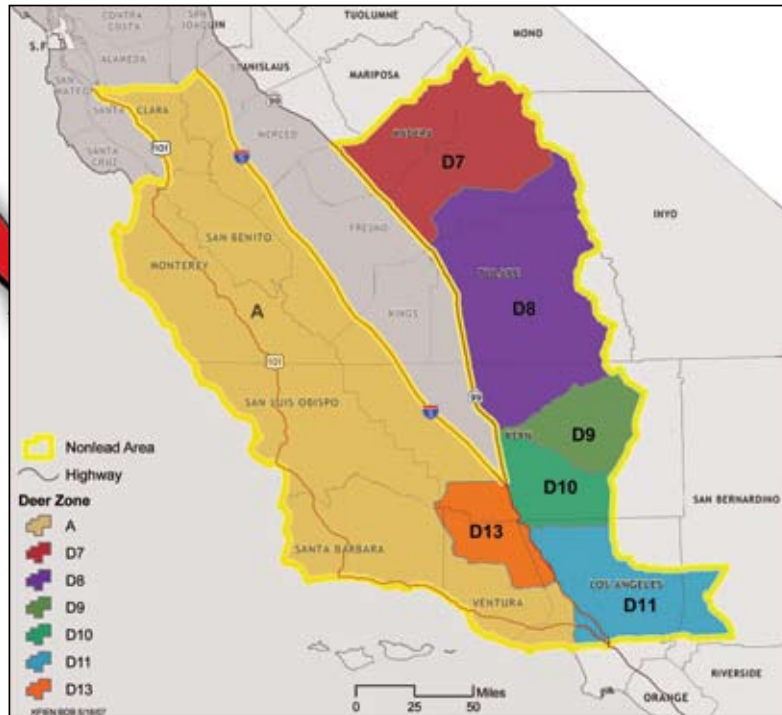 CONTRA
COSTA
SAN
JOAQUIN
TUOLUMNE
MONO
S.F.
ALAMEDA
STANISLAUS
MARIPOSA
SAN
MATEO
SANTA CLARA
99
MADERA
SANTA
CRUZ
101
MERCED
5
D7
INYO
SAN BENITO
FRESNO
MONTEREY
TULARE
A
KINGS
D8
101
SAN LUIS OBISPO
5
99
Nonlead Area
KERN
D9
Highway
D10
SAN BERNARDINO
Deer Zone
A
D13
D7
SANTA BARBARA
D8
LOS ANGELES
D9
VENTURA
D11
D10
D11
RIVERSIDE
D13
0 25 50 Miles
ORANGE